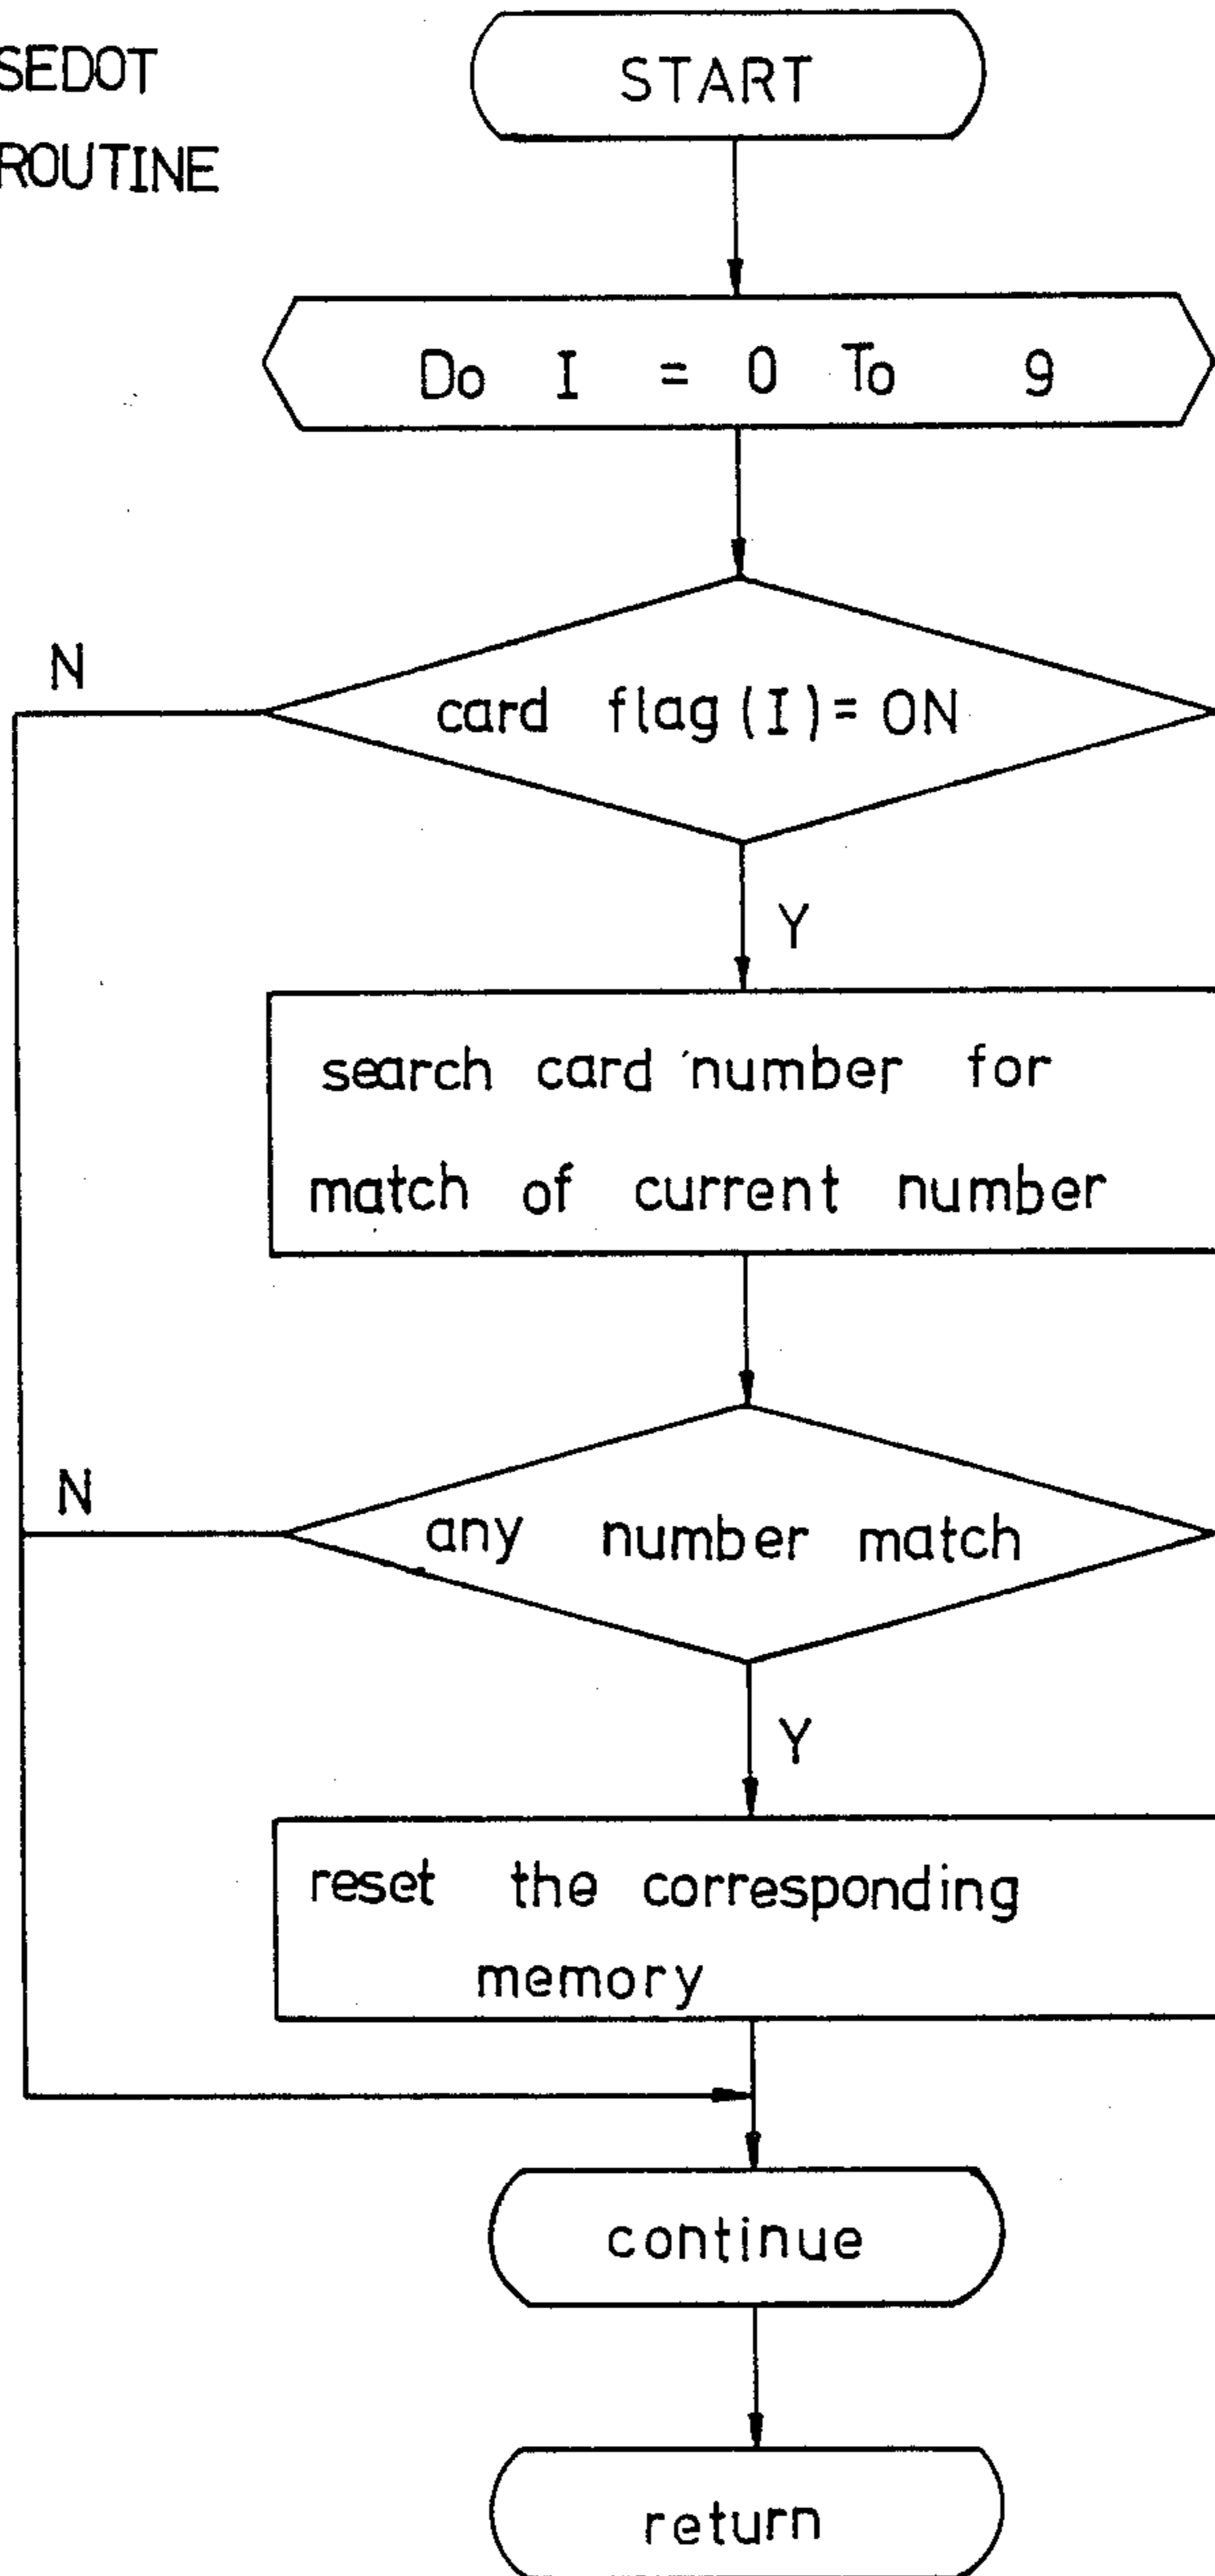 SEDOT
ROUTINE
START
Do I = 0 To 9
card flag (I) = ON
N
Y
search card number for
match of current number
any number match
N
Y
reset the corresponding
memory
continue
return